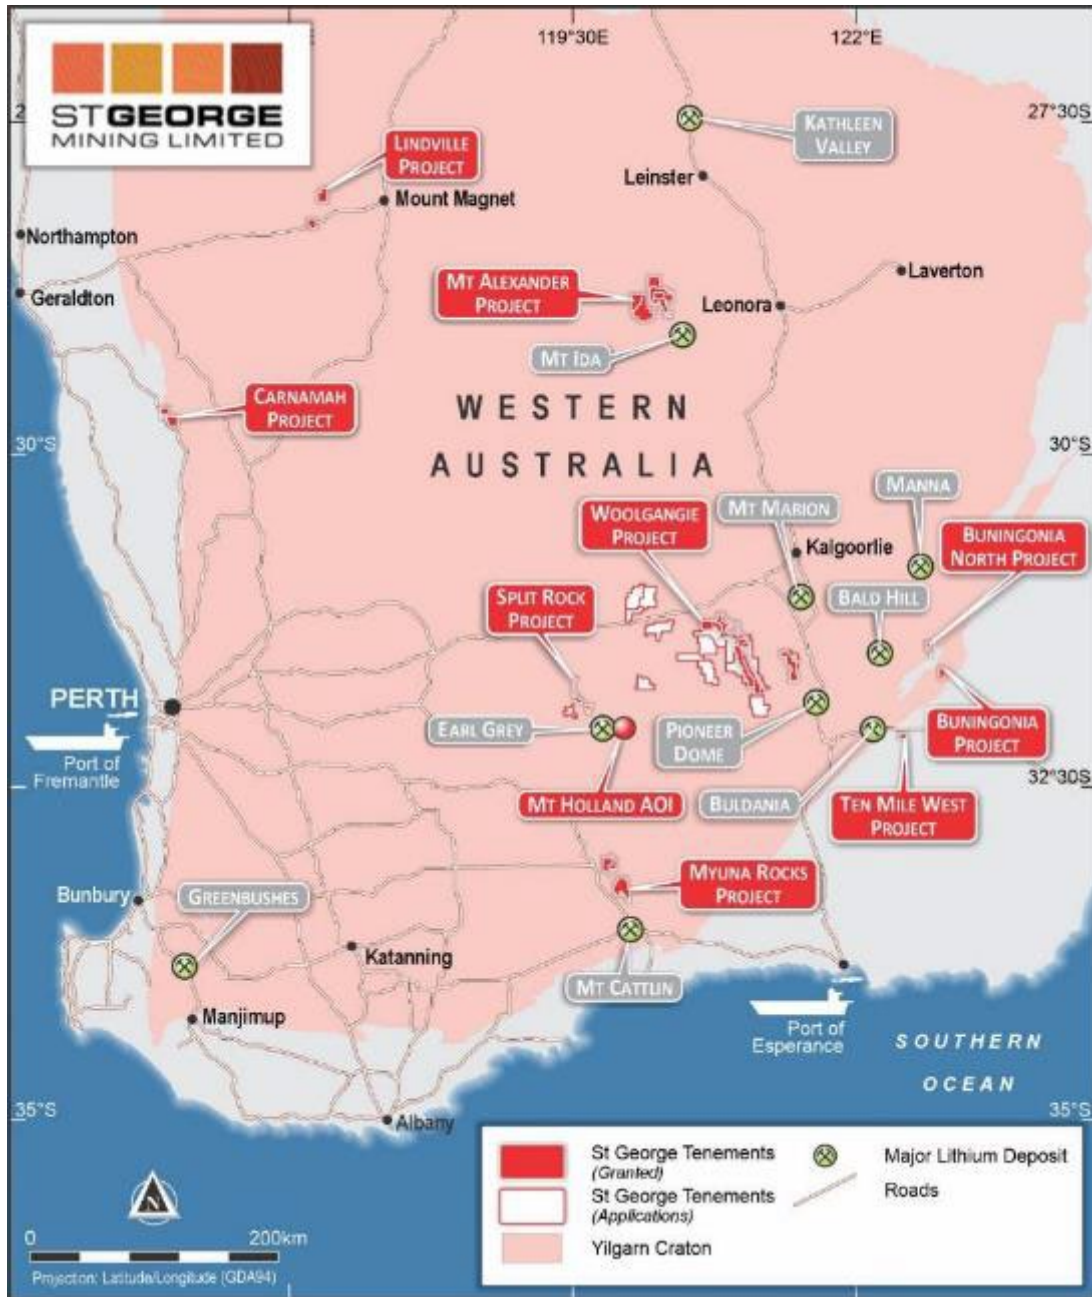 119°30E
122°E
STGEORGE
MINING LIMITED
27°30S
LINDVILLE
PROJECT
KATHLEEN
VALLEY
Leinster
Mount Magnet
Northampton
Geraldton
MT ALEXANDER
PROJECT
Laverton
Leonora
MT IDA
CARNAMAH
PROJECT
WESTERN
AUSTRALIA
30°S
30°S
MANNA
MT MARION
WOOLGANGIE
PROJECT
Kalgoorlie
BUNINGONIA
NORTH PROJECT
SPLIT ROCK
PROJECT
BALD HILL
PERTH
Port of
Fremantle
EARL GREY
PIONEER
DOME
BUNINGONIA
PROJECT
32°30S
MT HOLLAND AOI
BULDANIA
TEN MILE WEST
PROJECT
Bunbury
GREENBUSHES
MYUNA ROCKS
PROJECT
Katanning
MT CATTLIN
Manjimup
Port of
Esperance
SOUTHERN
OCEAN
35°S
35°S
Albany
N
0 200km
Projection: Latitude/Longitude (GDA94)
St George Tenements
(Granted)
St George Tenements
(Applications)
Yilgarn Craton
Major Lithium Deposit
Roads